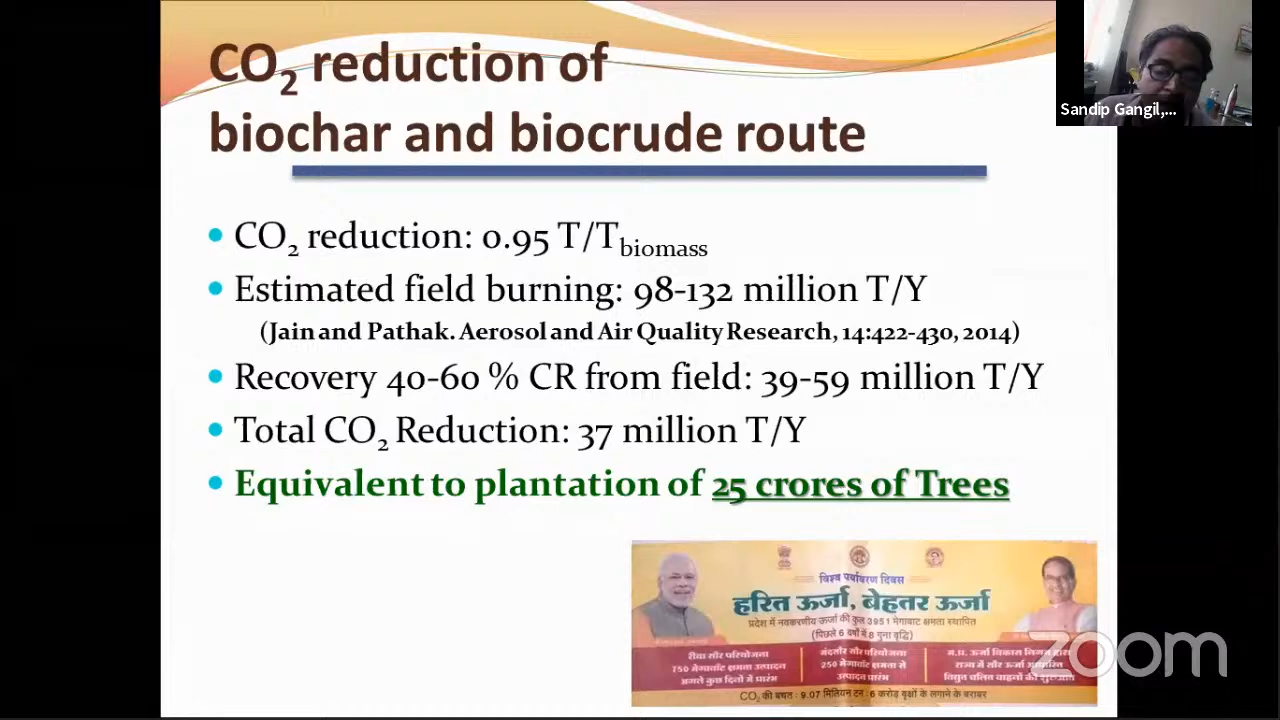 CO2 reduction of
biochar and biocrude route
Sandip Gangil,...
CO2 reduction: 0.95 T/Tbiomass
Estimated field burning: 98-132 million T/Y
(Jain and Pathak. Aerosol and Air Quality Research, 14:422-430, 2014)
Recovery 40-60 % CR from field: 39-59 million T/Y
Total CO2 Reduction: 37 million T/Y
Equivalent to plantation of 25 crores of Trees
विश्व पर्यावरण दिवस
हरित ऊर्जा, बेहतर ऊर्जा
प्रदेश में नवकरणीय ऊर्जा की कुल 3951 मेगावाट क्षमता स्थापित
(पिछले 6 वर्षों में 8 गुना वृद्धि)
रीवा सौर परियोजना
750 मेगावॉट क्षमता उत्पादन
अगले कुछ दिनों में प्रारंभ
मंदसौर सौर परियोजना
250 मेगावॉट क्षमता से
उत्पादन प्रारंभ
म.प्र. ऊर्जा विकास निगम द्वारा
राज्य में सौर ऊर्जा आधारित
विद्युत चलित वाहनों की शुरुआत
CO2 की बचत : 9.07 मिलियन टन : 6 करोड़ वृक्षों के लगाने के बराबर
zoom